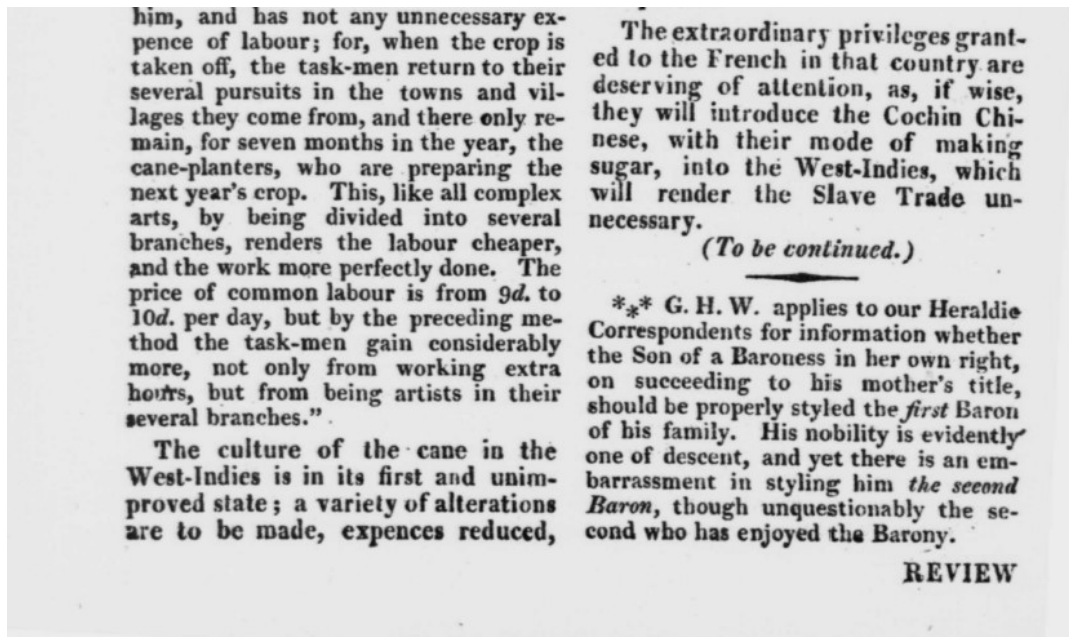 him, and has not any unnecessary ex-
pence of labour; for, when the crop is
taken off, the task-men return to their
several pursuits in the towns and vil-
lages they come from, and there only re-
main, for seven months in the year, the
cane-planters, who are preparing the
next year's crop. This, like all complex
arts, by being divided into several
branches, renders the labour cheaper,
and the work more perfectly done. The
price of common labour is from 9d. to
10d. per day, but by the preceding me-
thod the task-men gain considerably
more, not only from working extra
hours, but from being artists in their
several branches."
The culture of the cane in the
West-Indies is in its first and unim-
proved state; a variety of alterations
are to be made, expences reduced,
The extraordinary privileges grant-
ed to the French in that country are
deserving of attention, as, if wise,
they will introduce the Cochin Chi-
nese, with their mode of making
sugar, into the West-Indies, which
will render the Slave Trade un-
necessary.
(To be continued.)
*** G. H. W. applies to our Heraldic
Correspondents for information whether
the Son of a Baroness in her own right,
on succeeding to his mother's title,
should be properly styled the first Baron
of his family. His nobility is evidently
one of descent, and yet there is an em-
barrassment in styling him the second
Baron, though unquestionably the se-
cond who has enjoyed the Barony.
REVIEW